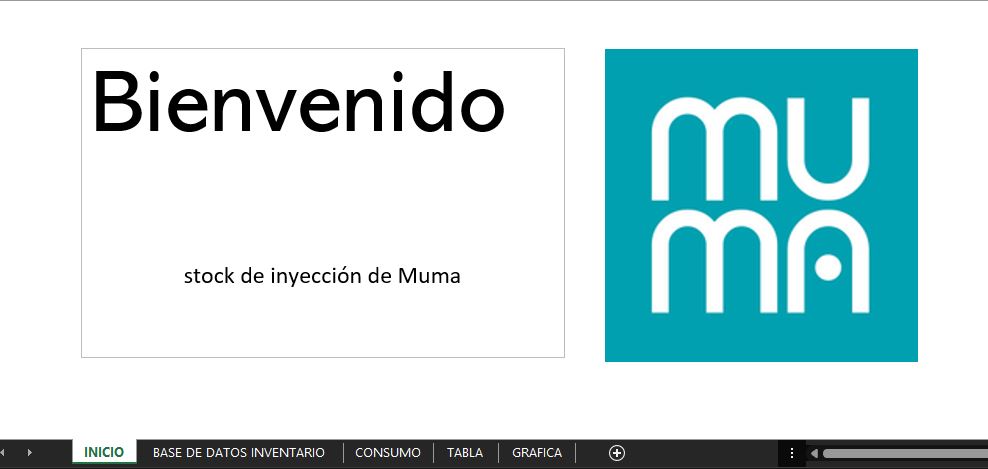 Bienvenido
stock de inyección de Muma
MU
MA
INICIO
BASE DE DATOS INVENTARIO
CONSUMO
TABLA
GRAFICA